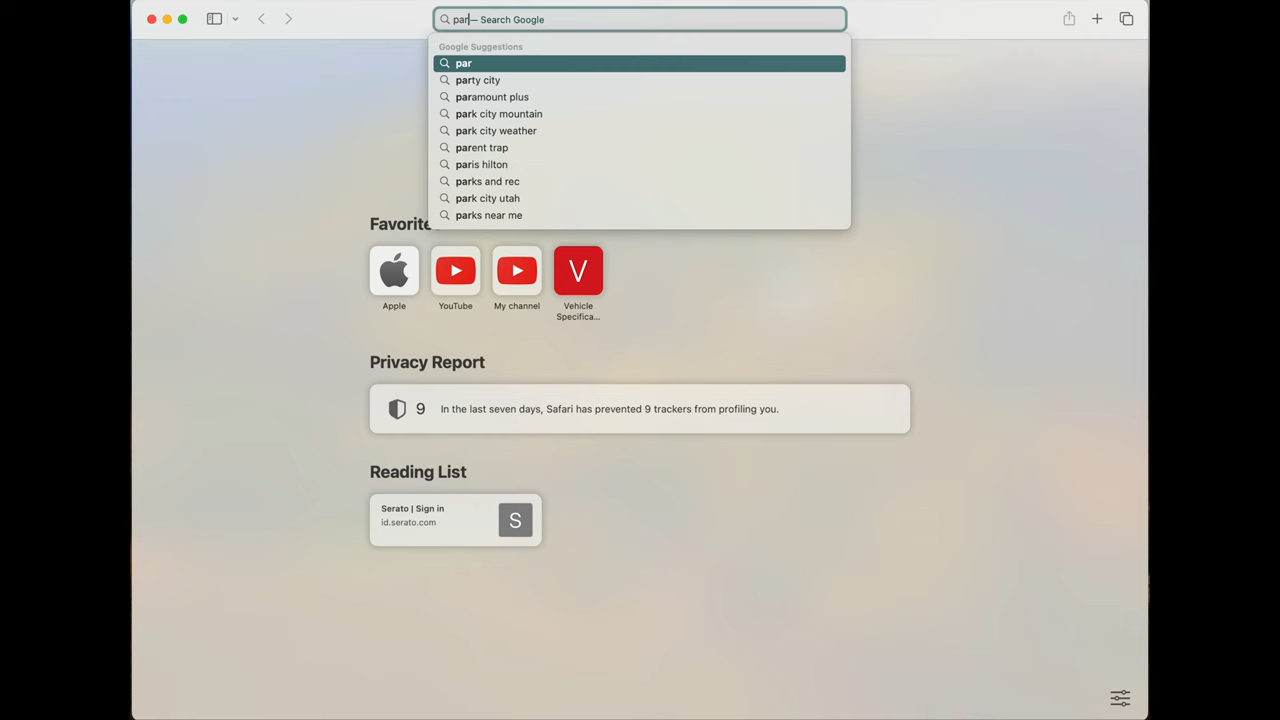 par — Search Google
Google Suggestions
par
party city
paramount plus
park city mountain
park city weather
parent trap
paris hilton
parks and rec
park city utah
parks near me
Favorite
Apple
YouTube
My channel
V
Vehicle
Specifica...
Privacy Report
9 In the last seven days, Safari has prevented 9 trackers from profiling you.
Reading List
Serato | Sign in
id.serato.com
S